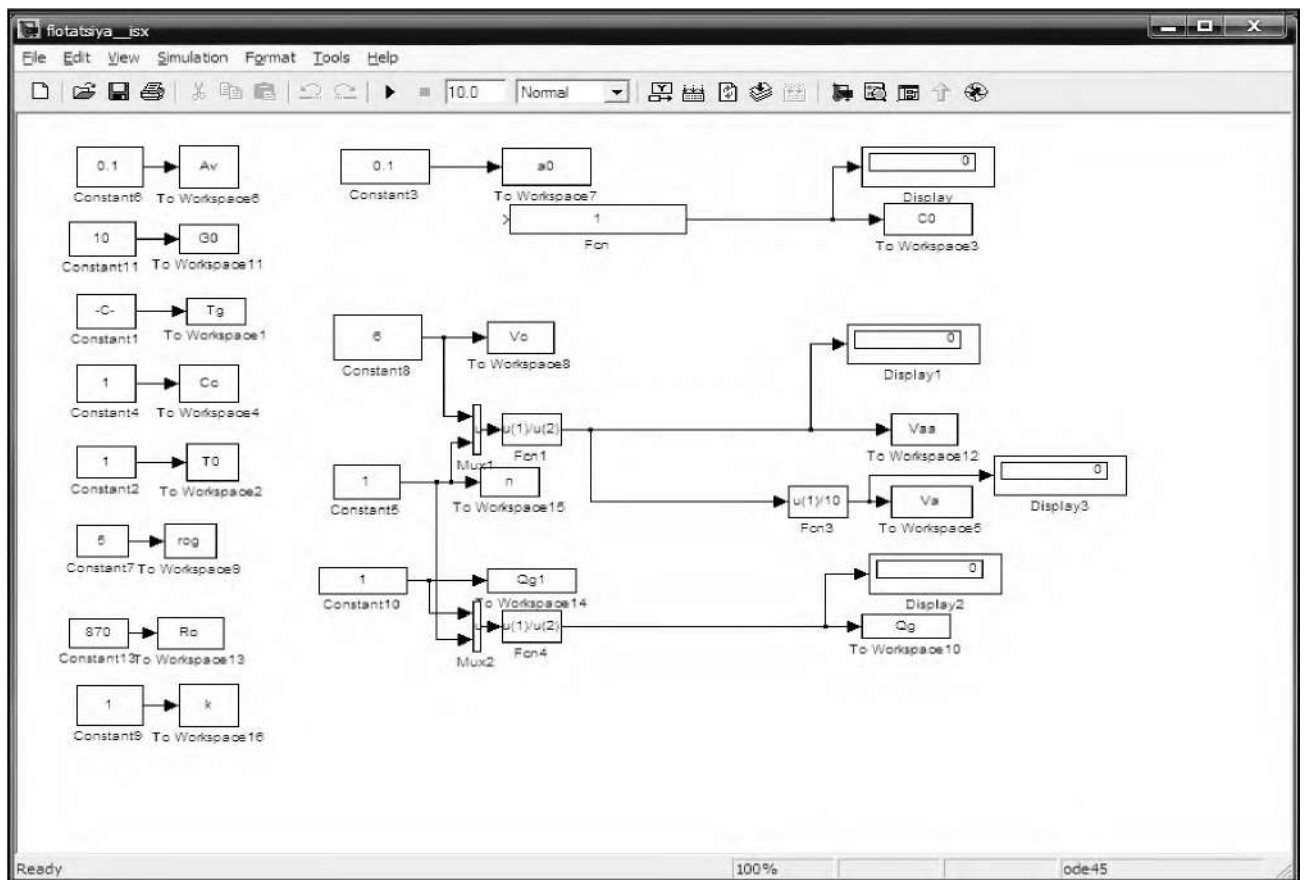 flotatsiya__isx
File Edit View Simulation Format Tools Help
10.0 Normal
0.1 Av
Constant6 To Workspace6
10 G0
Constant11 To Workspace11
-C- Tg
Constant1 To Workspace1
1 Cc
Constant4 To Workspace4
1 T0
Constant2 To Workspace2
6 rog
Constant7 To Workspace9
870 Ro
Constant13 To Workspace13
1 k
Constant9 To Workspace16
0.1 a0
Constant3 To Workspace7
1
Fcn
0
Display
C0
To Workspace3
6 Vc
Constant8 To Workspace8
0
Display1
u(1)/u(2)
Mux1 Fcn1
Vaa
To Workspace12
1 n
Constant5 To Workspace15
u(1)/10
Fcn3
Va
To Workspace5
0
Display3
1 Qg1
Constant10 To Workspace14
u(1)/u(2)
Mux2 Fcn4
0
Display2
Qg
To Workspace10
Ready 100% ode45